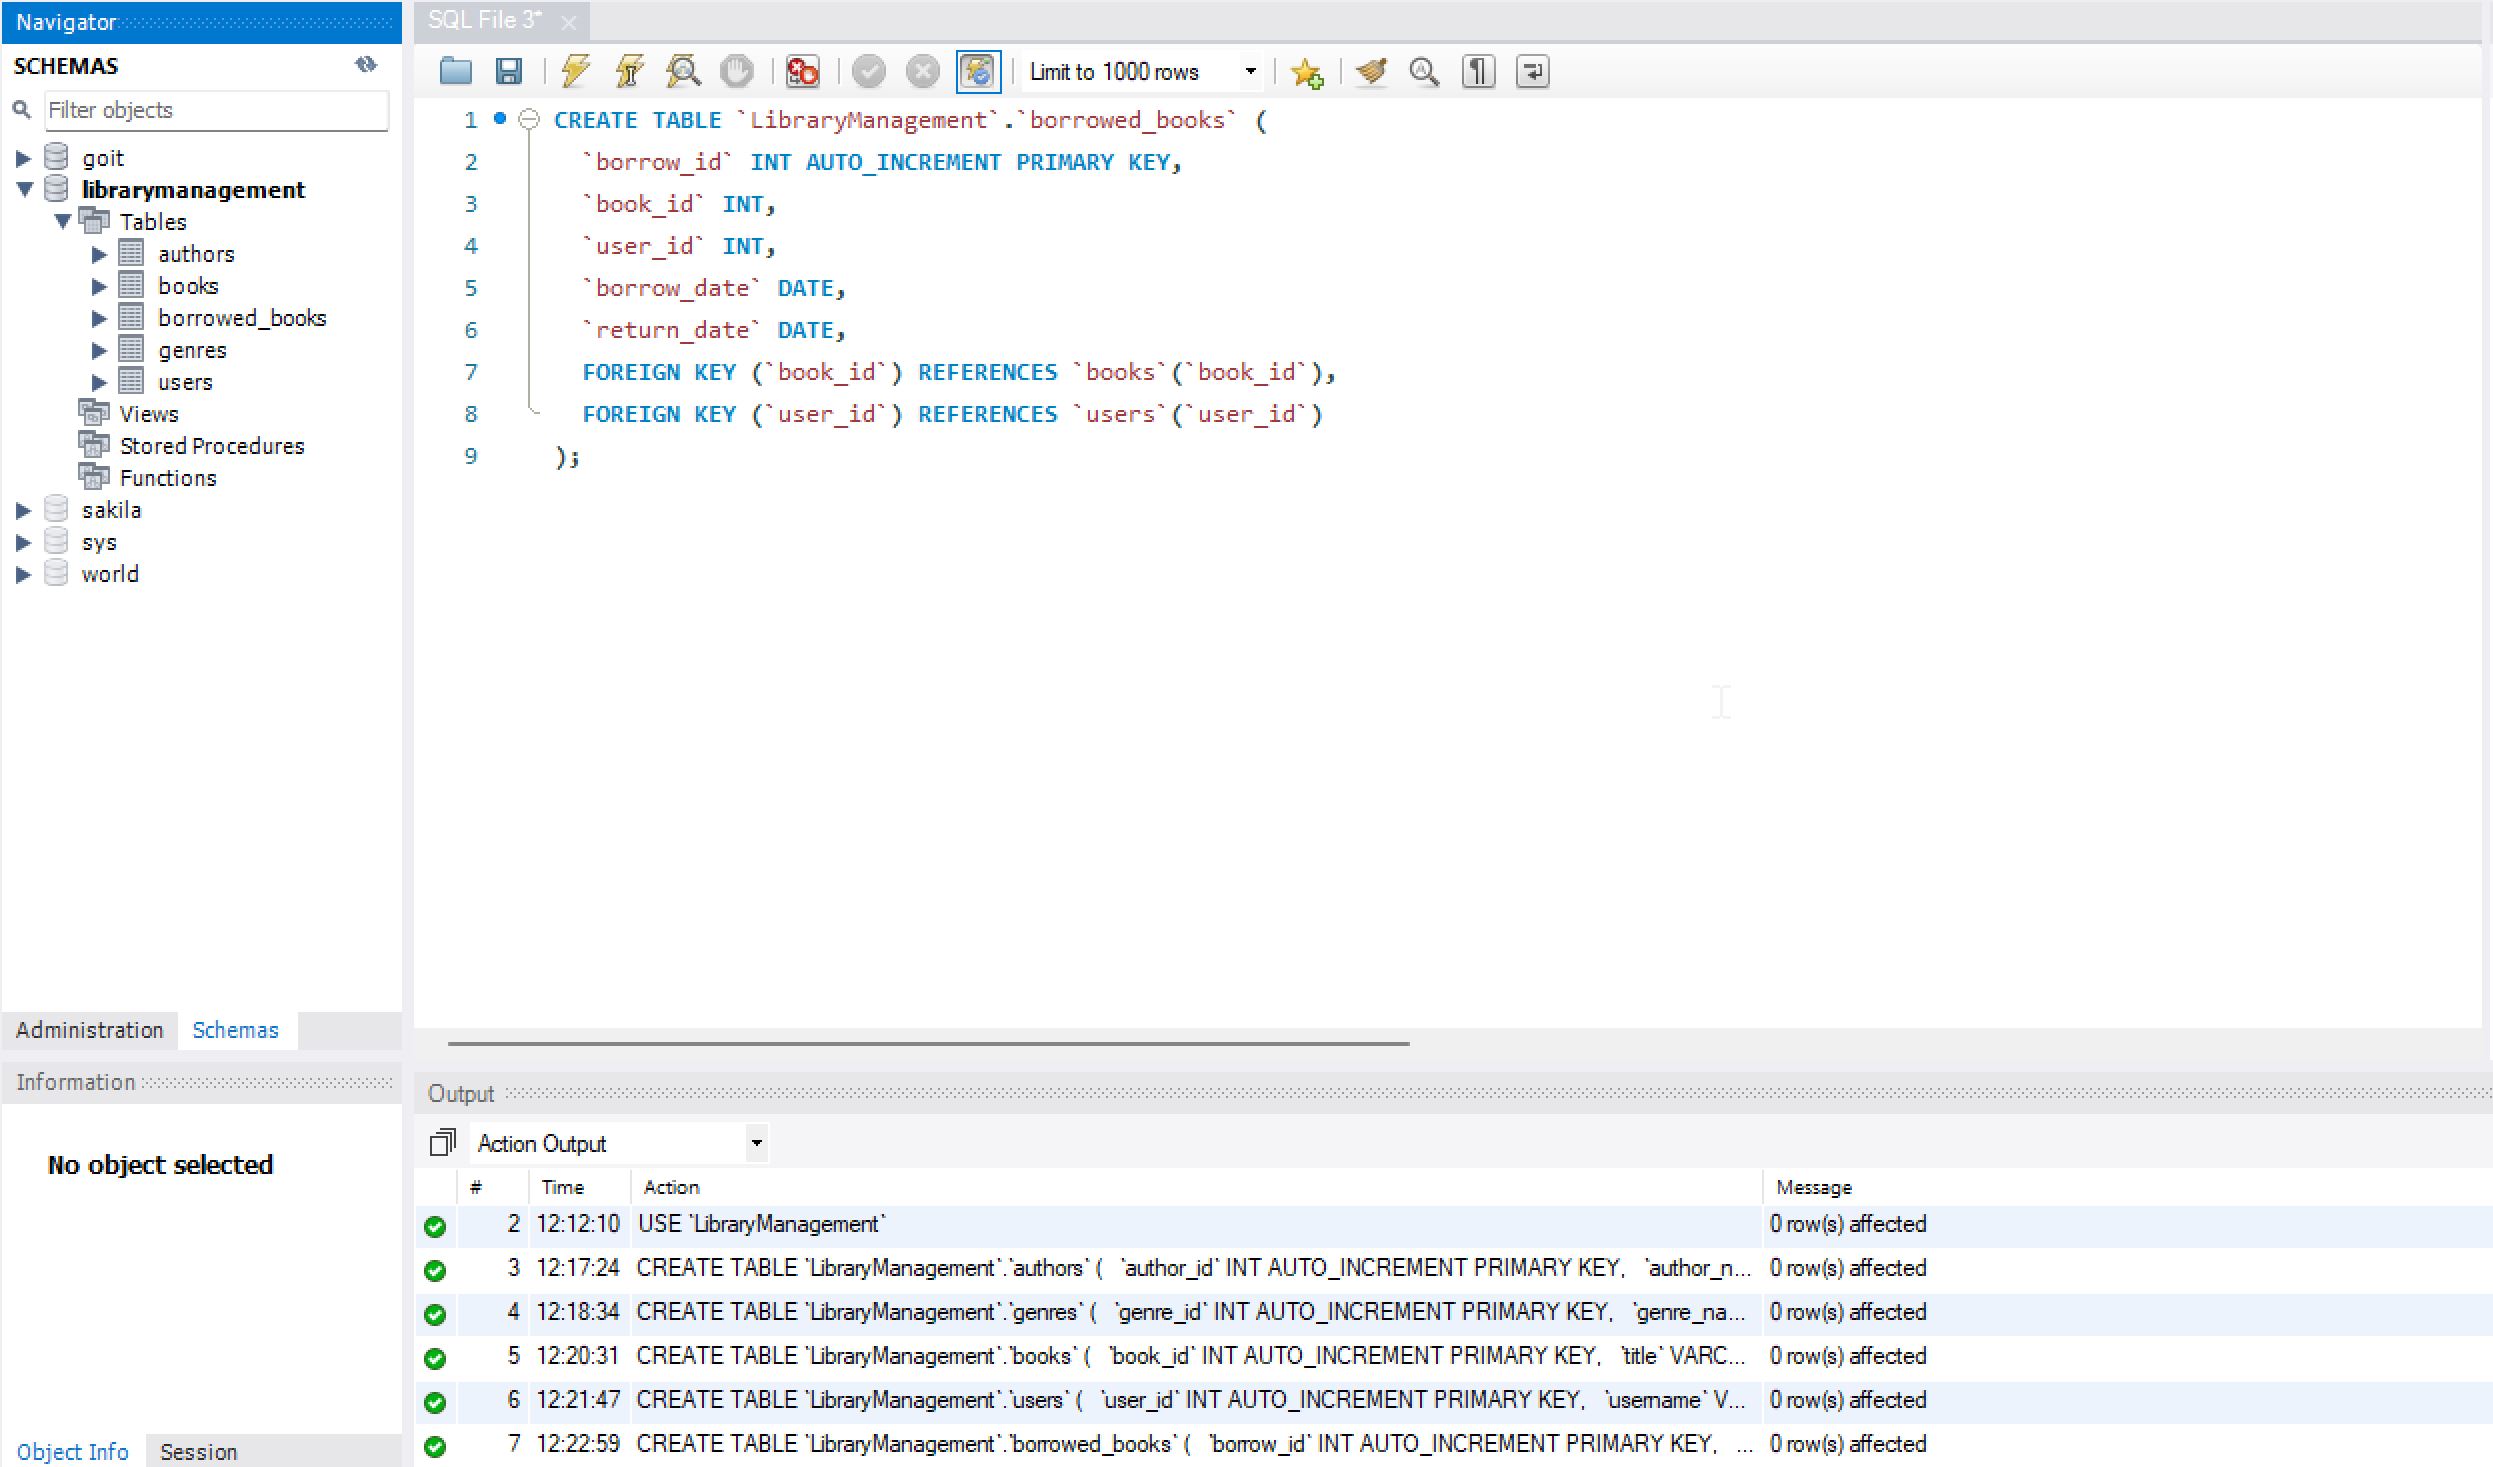 Navigator
SCHEMAS
Filter objects
goit
librarymanagement
Tables
authors
books
borrowed_books
genres
users
Views
Stored Procedures
Functions
sakila
sys
world
Administration Schemas
Information
No object selected
Object Info Session
SQL File 3*
Limit to 1000 rows
1 CREATE TABLE `LibraryManagement`.`borrowed_books` (
2 `borrow_id` INT AUTO_INCREMENT PRIMARY KEY,
3 `book_id` INT,
4 `user_id` INT,
5 `borrow_date` DATE,
6 `return_date` DATE,
7 FOREIGN KEY (`book_id`) REFERENCES `books`(`book_id`),
8 FOREIGN KEY (`user_id`) REFERENCES `users`(`user_id`)
9 );
Output
Action Output
# Time Action Message
2 12:12:10 USE `LibraryManagement` 0 row(s) affected
3 12:17:24 CREATE TABLE `LibraryManagement`.`authors` ( `author_id` INT AUTO_INCREMENT PRIMARY KEY, `author_n... 0 row(s) affected
4 12:18:34 CREATE TABLE `LibraryManagement`.`genres` ( `genre_id` INT AUTO_INCREMENT PRIMARY KEY, `genre_na... 0 row(s) affected
5 12:20:31 CREATE TABLE `LibraryManagement`.`books` ( `book_id` INT AUTO_INCREMENT PRIMARY KEY, `title` VARC... 0 row(s) affected
6 12:21:47 CREATE TABLE `LibraryManagement`.`users` ( `user_id` INT AUTO_INCREMENT PRIMARY KEY, `username` V... 0 row(s) affected
7 12:22:59 CREATE TABLE `LibraryManagement`.`borrowed_books` ( `borrow_id` INT AUTO_INCREMENT PRIMARY KEY, ... 0 row(s) affected